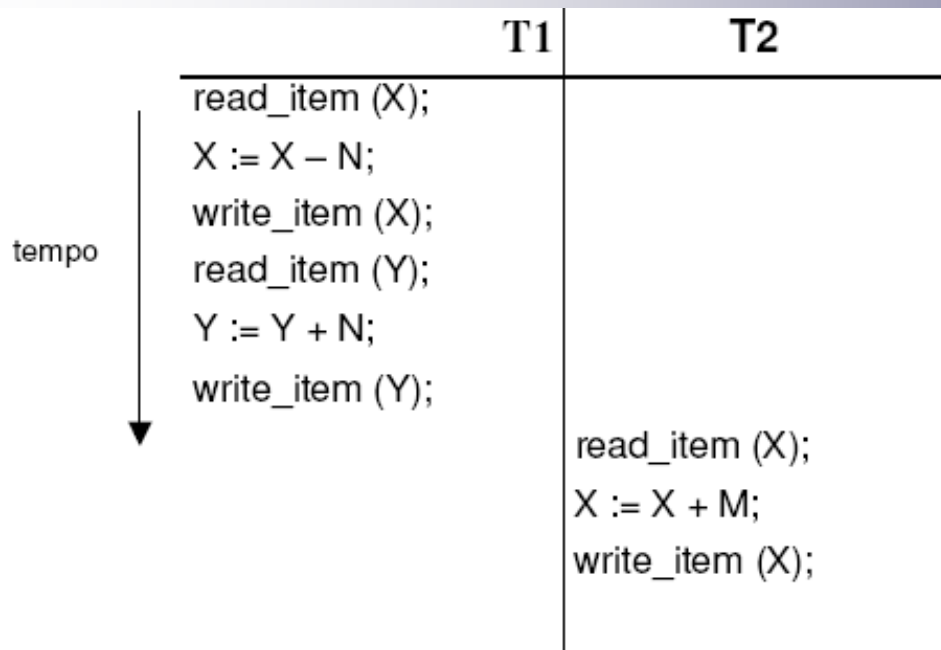 T1 T2
read_item (X);
X := X – N;
write_item (X);
tempo
read_item (Y);
Y := Y + N;
write_item (Y);
read_item (X);
X := X + M;
write_item (X);